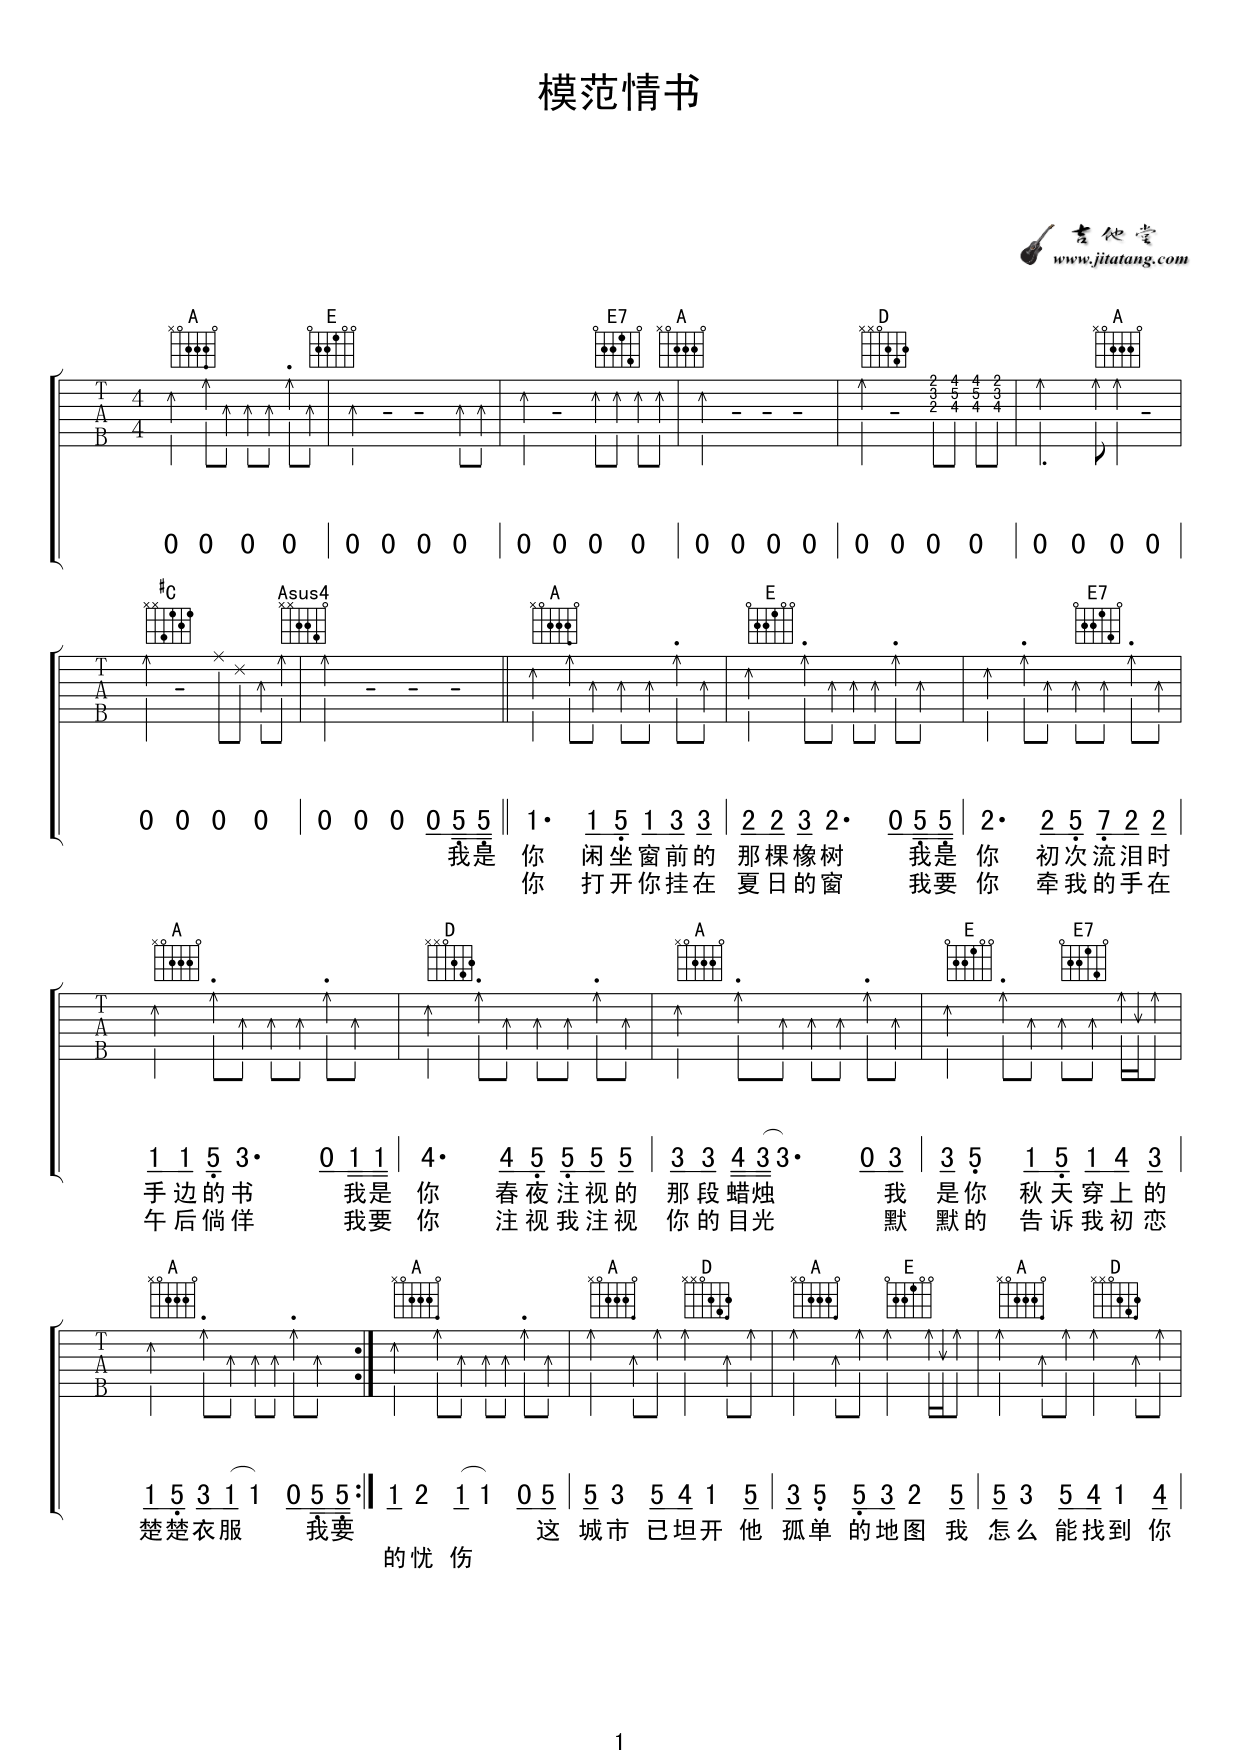 模范情书
吉他堂
www.jitatang.com
A E E7 A D A
2 4 4 2
3 5 5 3
2 4 4 4
T
A
B
4
4
0 0 0 0 | 0 0 0 0 | 0 0 0 0 | 0 0 0 0 | 0 0 0 0 | 0 0 0 0 |
#C Asus4 A E E7
T
A
B
0 0 0 0 | 0 0 0 0 5 5 || 1· 1 5 1 3 3 | 2 2 3 2· 0 5 5 | 2· 2 5 7 2 2 |
我是 你 闲坐窗前的 那棵橡树 我是 你 初次流泪时
你 打开你挂在 夏日的窗 我要 你 牵我的手在
A D A E E7
T
A
B
1 1 5 3· 0 1 1 | 4· 4 5 5 5 5 | 3 3 4 3 3· 0 3 | 3 5 1 5 1 4 3 |
手边的书 我是 你 春夜注视的 那段蜡烛 我 是你 秋天穿上的
午后倘佯 我要 你 注视我注视 你的目光 默 默的 告诉我初恋
A A A D A E A D
T
A
B
1 5 3 1 1 0 5 5 :| 1 2 1 1 0 5 | 5 3 5 4 1 5 | 3 5 5 3 2 5 | 5 3 5 4 1 4 |
楚楚衣服 我要 这 城市 已坦开 他 孤单 的地图 我 怎么 能找到 你
的忧 伤
1